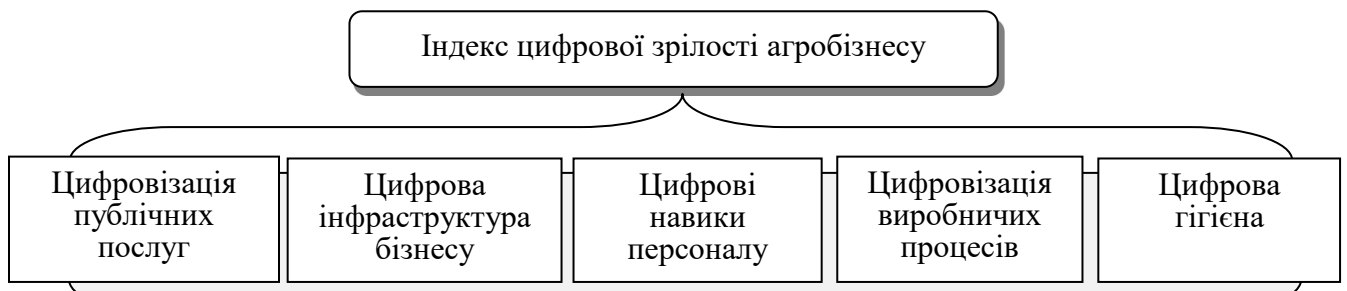 Індекс цифрової зрілості агробізнесу
Цифровізація
публічних
послуг
Цифрова
інфраструктура
бізнесу
Цифрові
навики
персоналу
Цифровізація
виробничих
процесів
Цифрова
гігієна